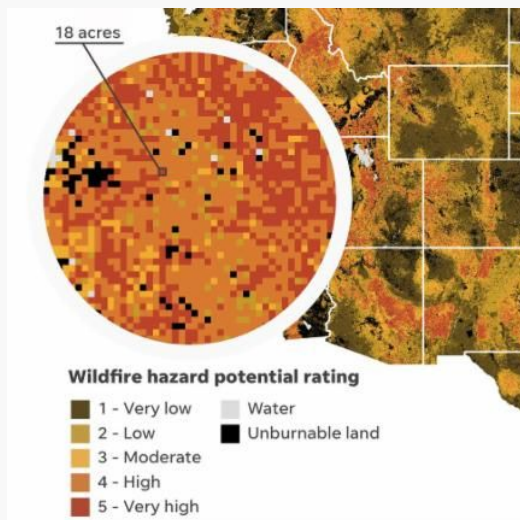 18 acres
Wildfire hazard potential rating
1 - Very low
2 - Low
3 - Moderate
4 - High
5 - Very high
Water
Unburnable land